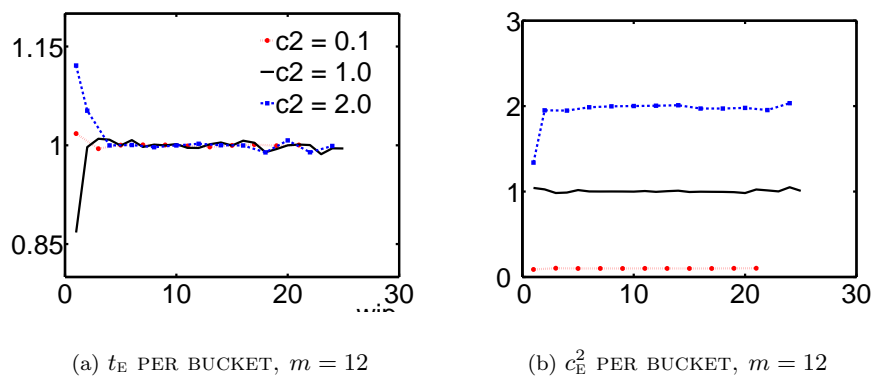 1.15
1
0.85
0 10 20 30
c2 = 0.1
c2 = 1.0
c2 = 2.0
(a) tE PER BUCKET, m = 12
3
2
1
0
0 10 20 30
(b) c²E PER BUCKET, m = 12